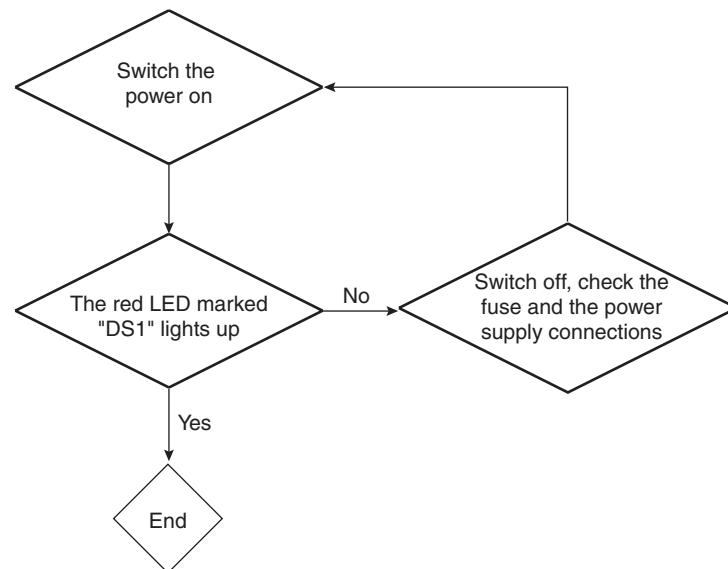 Switch the
power on
The red LED marked
"DS1" lights up
No
Switch off, check the
fuse and the power
supply connections
Yes
End